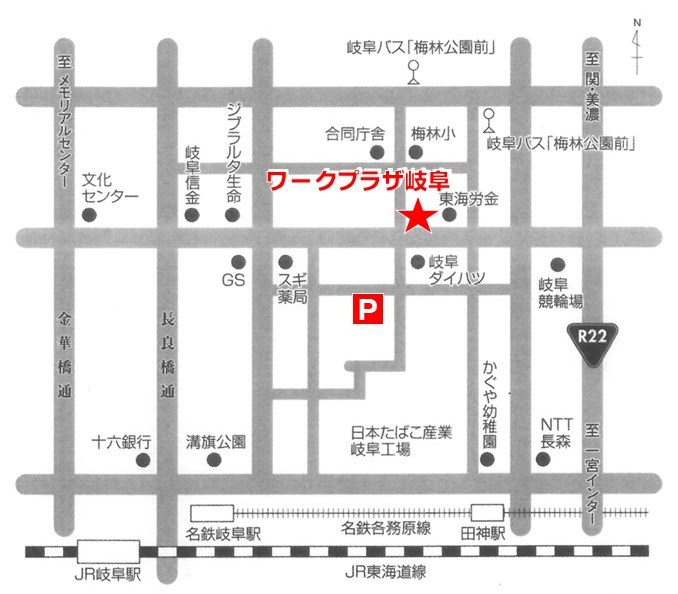 N
岐阜バス「梅林公園前」
至 メモリアルセンター
至 関・美濃
ジブラルタ生命
合同庁舎
梅林小
岐阜バス「梅林公園前」
岐阜信金
ワークプラザ岐阜
文化
センター
東海労金
GS
スギ
薬局
岐阜
ダイハツ
岐阜
競輪場
P
金華橋通
長良橋通
R22
かぐや幼稚園
十六銀行
溝旗公園
日本たばこ産業
岐阜工場
NTT
長森
至 一宮インター
名鉄岐阜駅
名鉄各務原線
田神駅
JR岐阜駅
JR東海道線